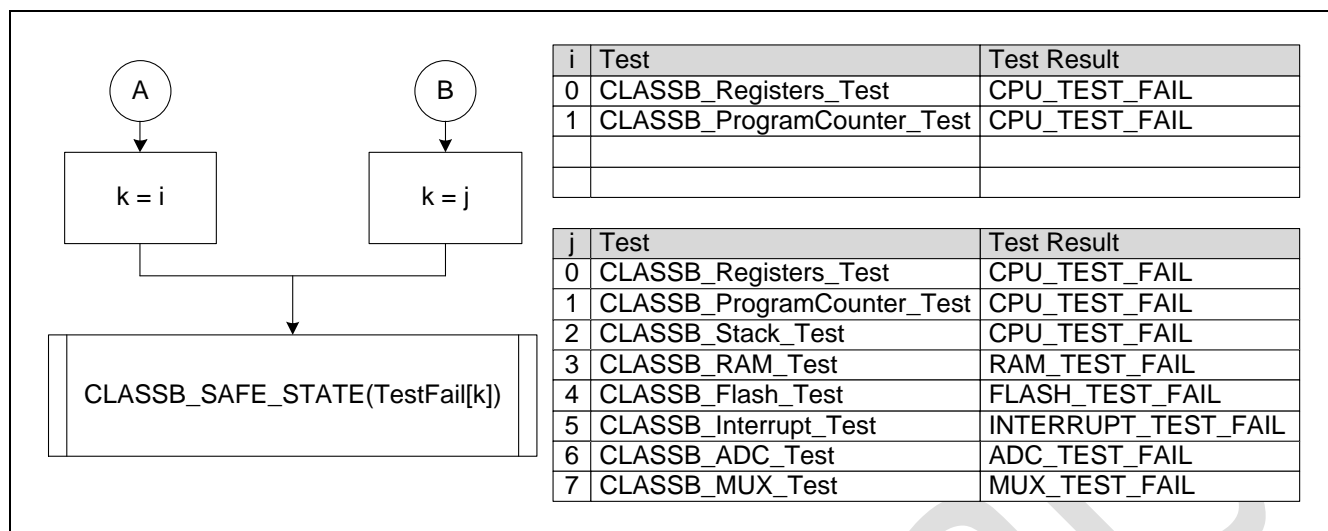 A
B
k = i
k = j
CLASSB_SAFE_STATE(TestFail[k])
i Test Test Result
0 CLASSB_Registers_Test CPU_TEST_FAIL
1 CLASSB_ProgramCounter_Test CPU_TEST_FAIL
j Test Test Result
0 CLASSB_Registers_Test CPU_TEST_FAIL
1 CLASSB_ProgramCounter_Test CPU_TEST_FAIL
2 CLASSB_Stack_Test CPU_TEST_FAIL
3 CLASSB_RAM_Test RAM_TEST_FAIL
4 CLASSB_Flash_Test FLASH_TEST_FAIL
5 CLASSB_Interrupt_Test INTERRUPT_TEST_FAIL
6 CLASSB_ADC_Test ADC_TEST_FAIL
7 CLASSB_MUX_Test MUX_TEST_FAIL